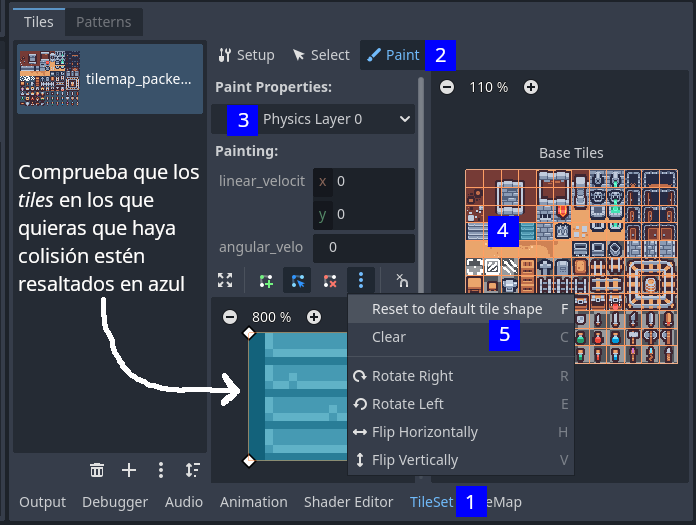 Tiles
Patterns
tilemap_packe...
Setup
Select
Paint
2
Paint Properties:
3
Physics Layer 0
Painting:
linear_velocit
x 0
y 0
angular_velo
0
110 %
Base Tiles
4
Comprueba que los
tiles en los que
quieras que haya
colisión estén
resaltados en azul
800 %
Reset to default tile shape F
5
Clear C
Rotate Right R
Rotate Left E
Flip Horizontally H
Flip Vertically V
Output
Debugger
Audio
Animation
Shader Editor
TileSet
1
eMap